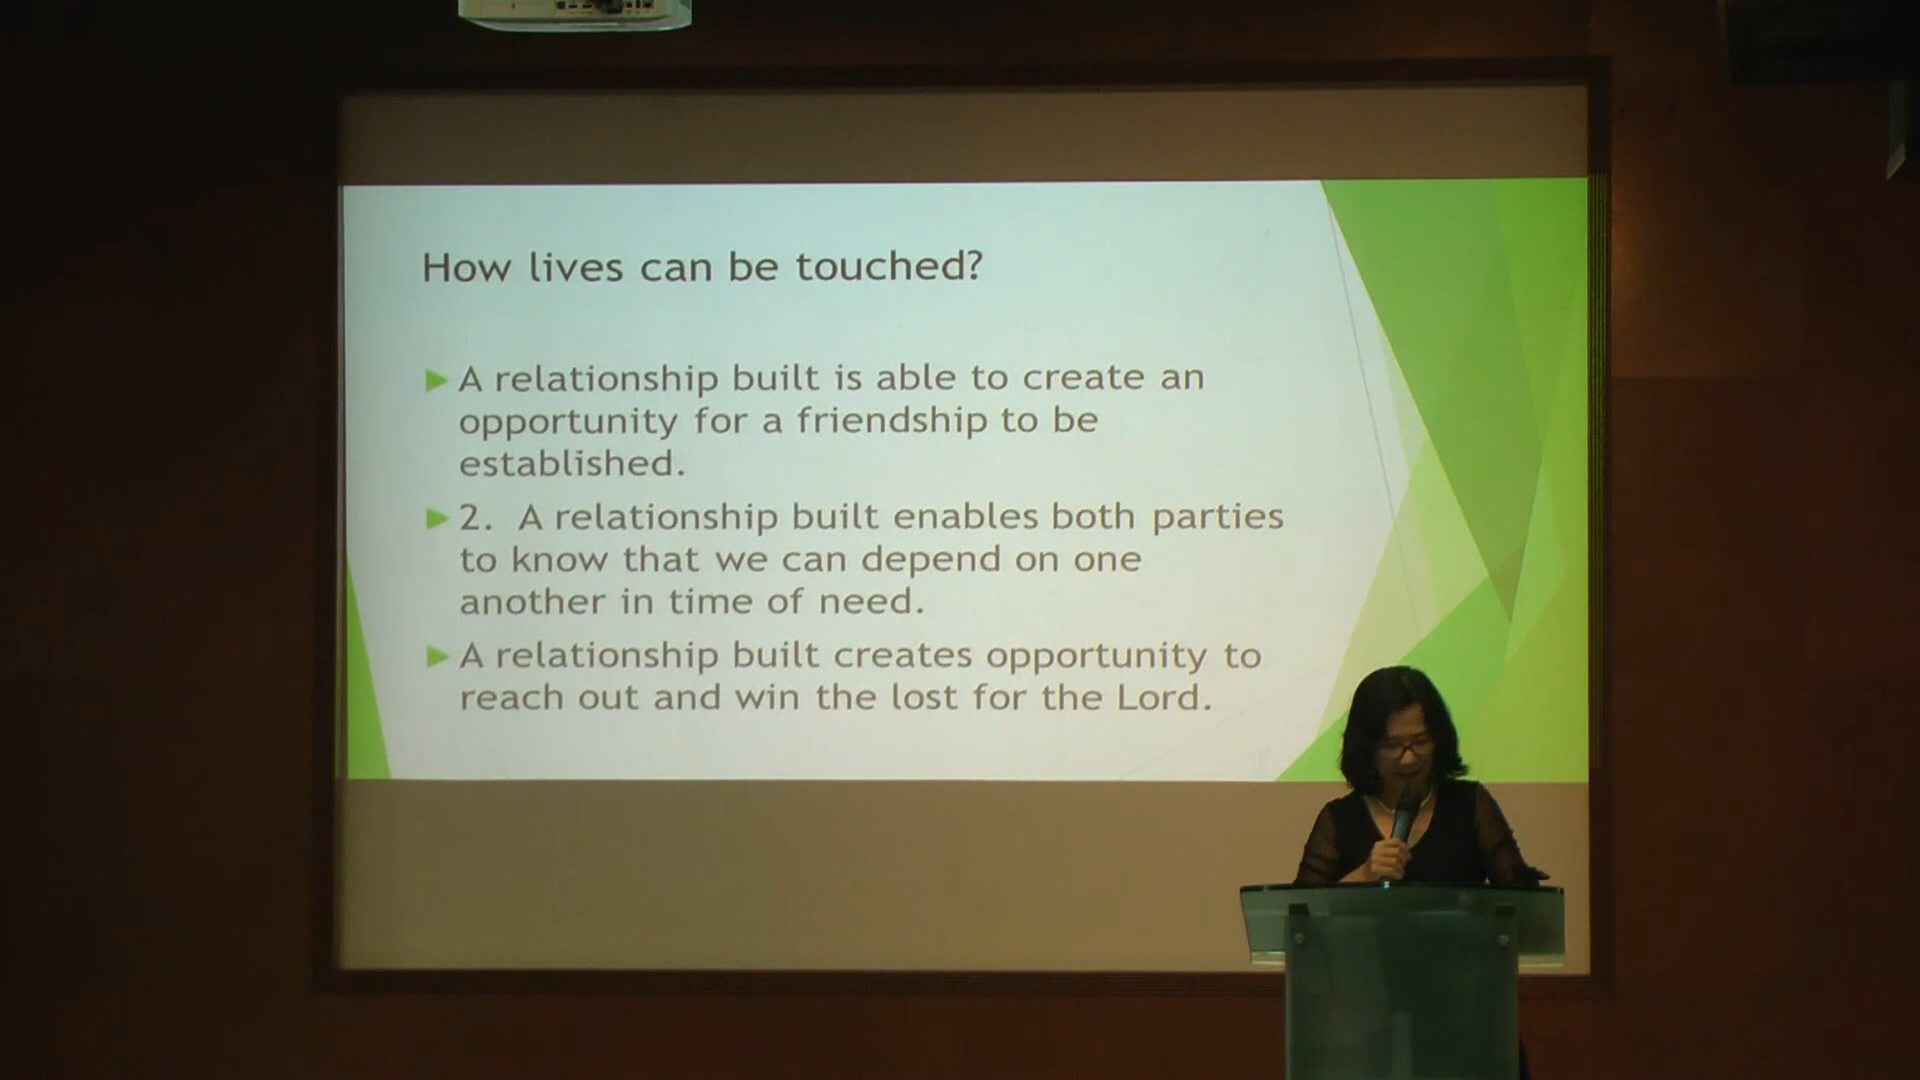 How lives can be touched?
A relationship built is able to create an
opportunity for a friendship to be
established.
2. A relationship built enables both parties
to know that we can depend on one
another in time of need.
A relationship built creates opportunity to
reach out and win the lost for the Lord.